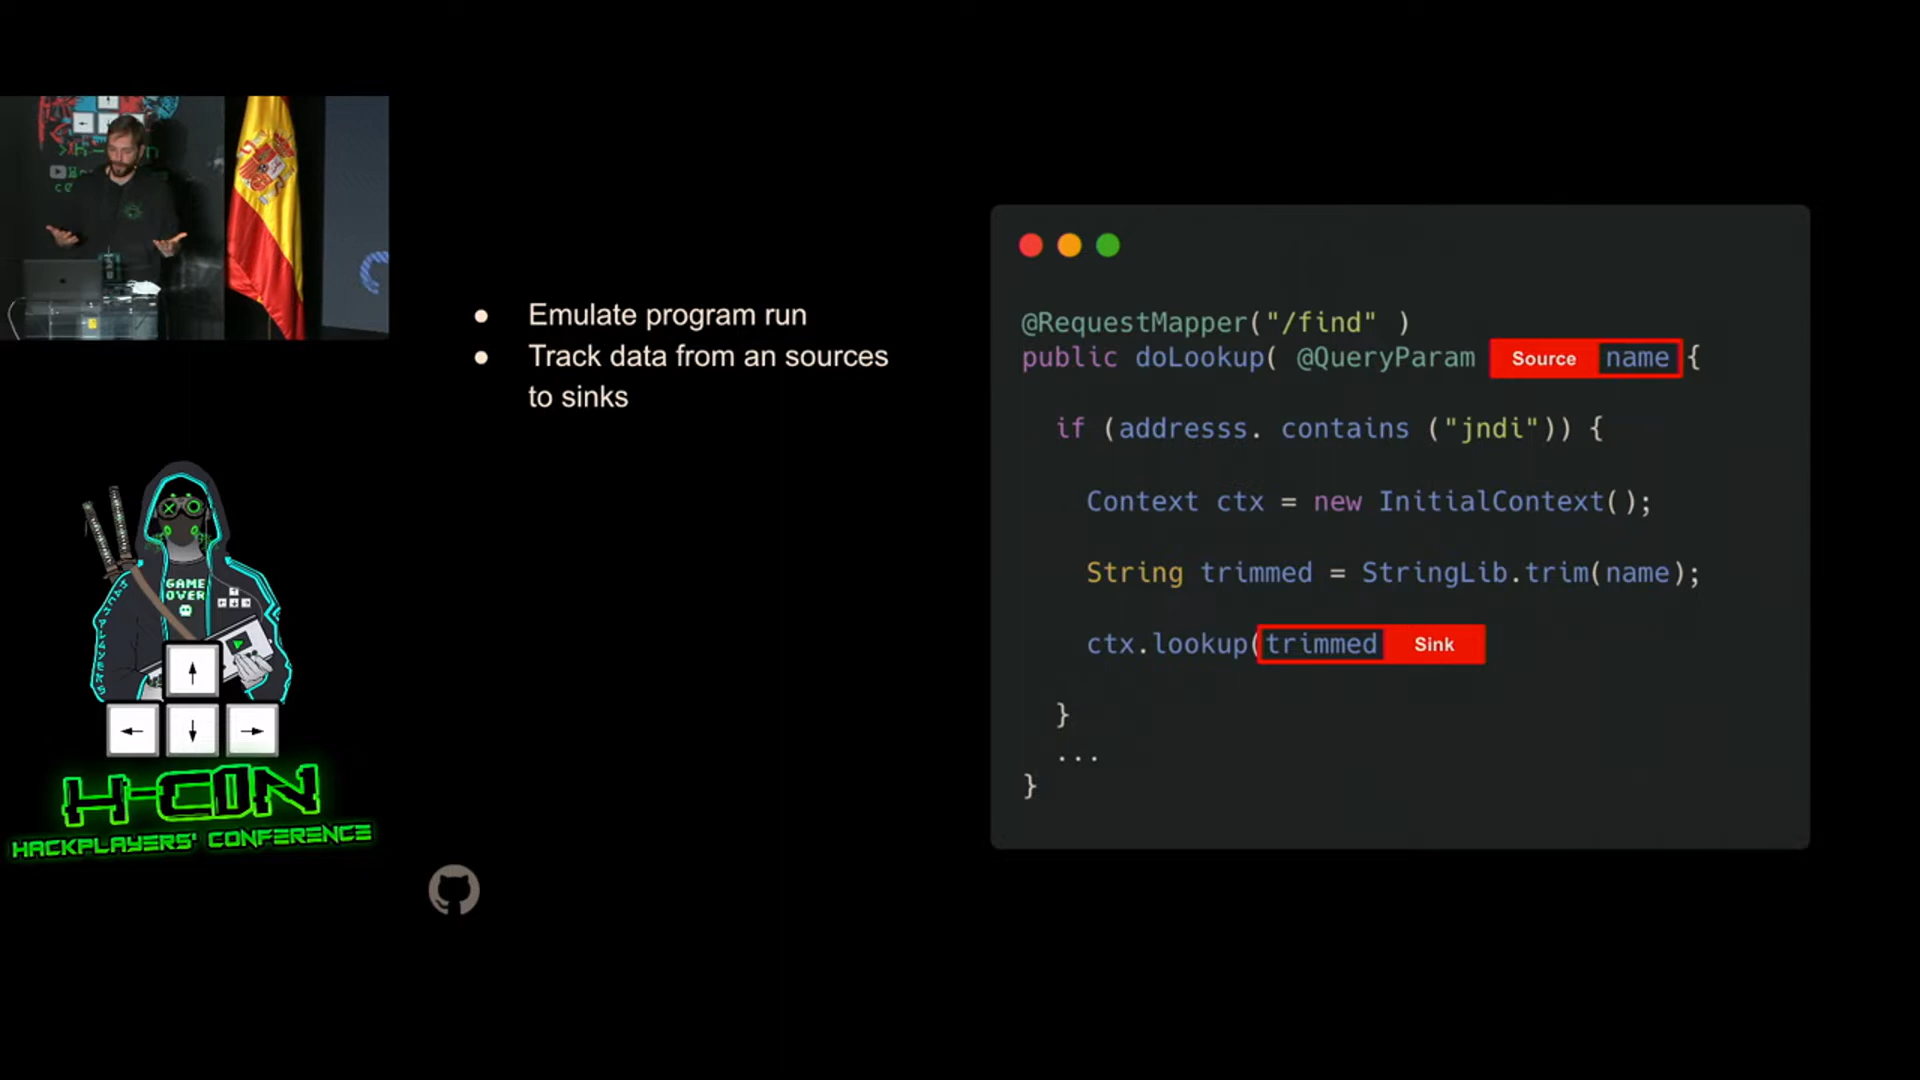 ● Emulate program run
● Track data from an sources
to sinks
@RequestMapper("/find" )
public doLookup( @QueryParam Source name {
if (addresss. contains ("jndi")) {
Context ctx = new InitialContext();
String trimmed = StringLib.trim(name);
ctx.lookup(trimmed Sink
}
...
}
GAME
OVER
H-CON
HACKPLAYERS' CONFERENCE